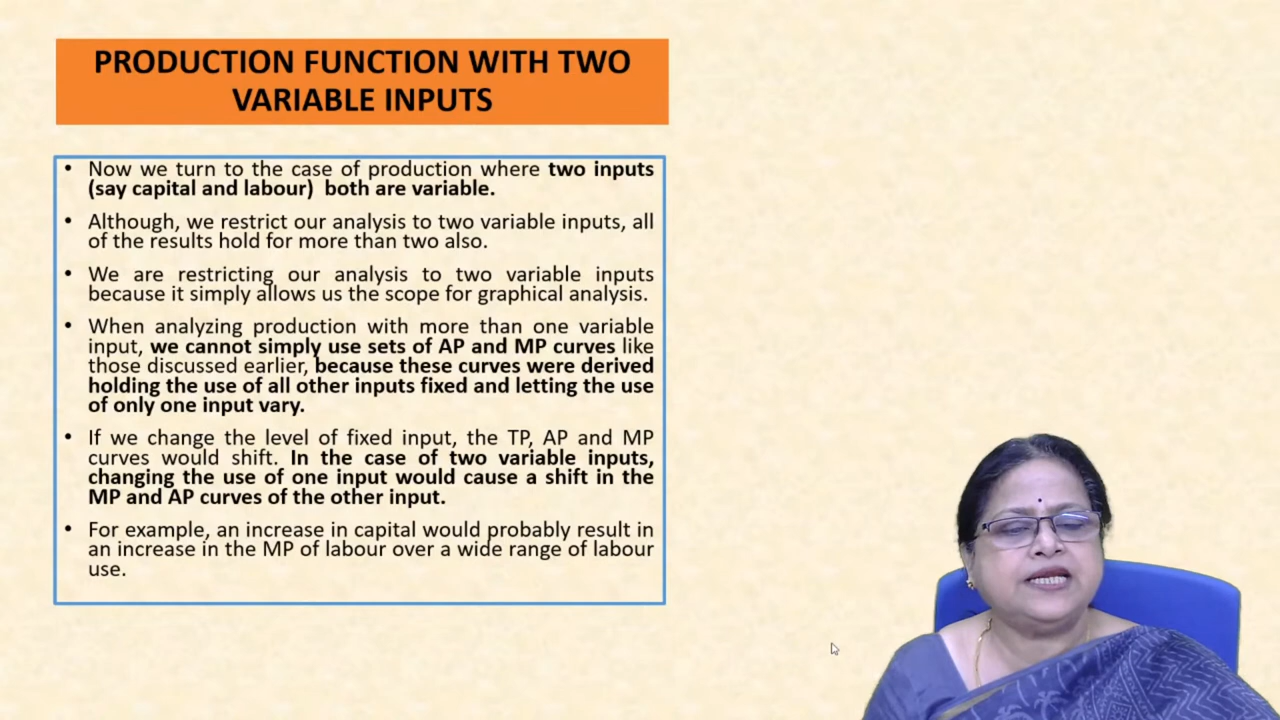 PRODUCTION FUNCTION WITH TWO
VARIABLE INPUTS
• Now we turn to the case of production where two inputs
(say capital and labour) both are variable.
• Although, we restrict our analysis to two variable inputs, all
of the results hold for more than two also.
• We are restricting our analysis to two variable inputs
because it simply allows us the scope for graphical analysis.
• When analyzing production with more than one variable
input, we cannot simply use sets of AP and MP curves like
those discussed earlier, because these curves were derived
holding the use of all other inputs fixed and letting the use
of only one input vary.
• If we change the level of fixed input, the TP, AP and MP
curves would shift. In the case of two variable inputs,
changing the use of one input would cause a shift in the
MP and AP curves of the other input.
• For example, an increase in capital would probably result in
an increase in the MP of labour over a wide range of labour
use.